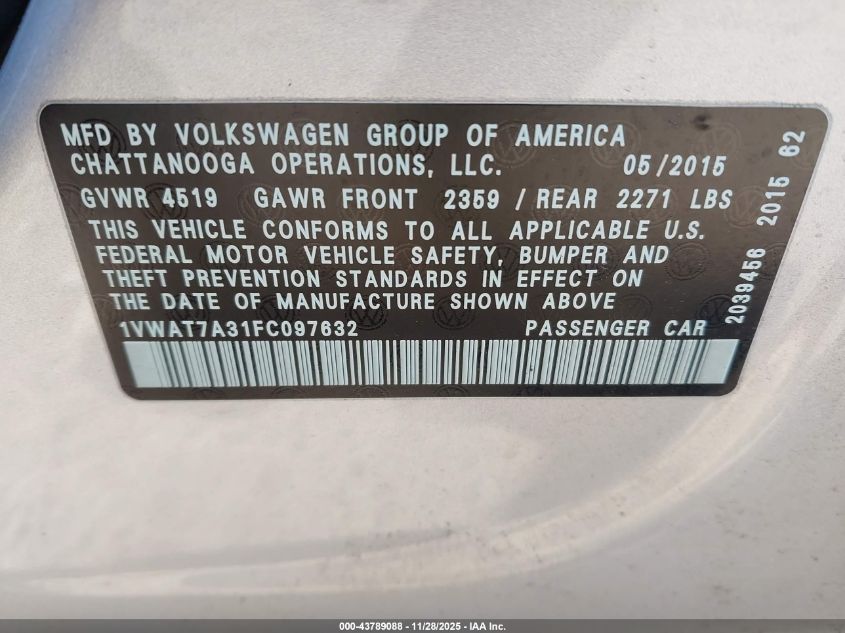 MFD BY VOLKSWAGEN GROUP OF AMERICA
CHATTANOOGA OPERATIONS, LLC. 05/2015
GVWR 4519 GAWR FRONT 2359 / REAR 2271 LBS
THIS VEHICLE CONFORMS TO ALL APPLICABLE U.S.
FEDERAL MOTOR VEHICLE SAFETY, BUMPER AND
THEFT PREVENTION STANDARDS IN EFFECT ON
THE DATE OF MANUFACTURE SHOWN ABOVE
1VWAT7A31FC097632 PASSENGER CAR
2039456 2015 62
000-43789088 — 11/28/2025 — IAA Inc.